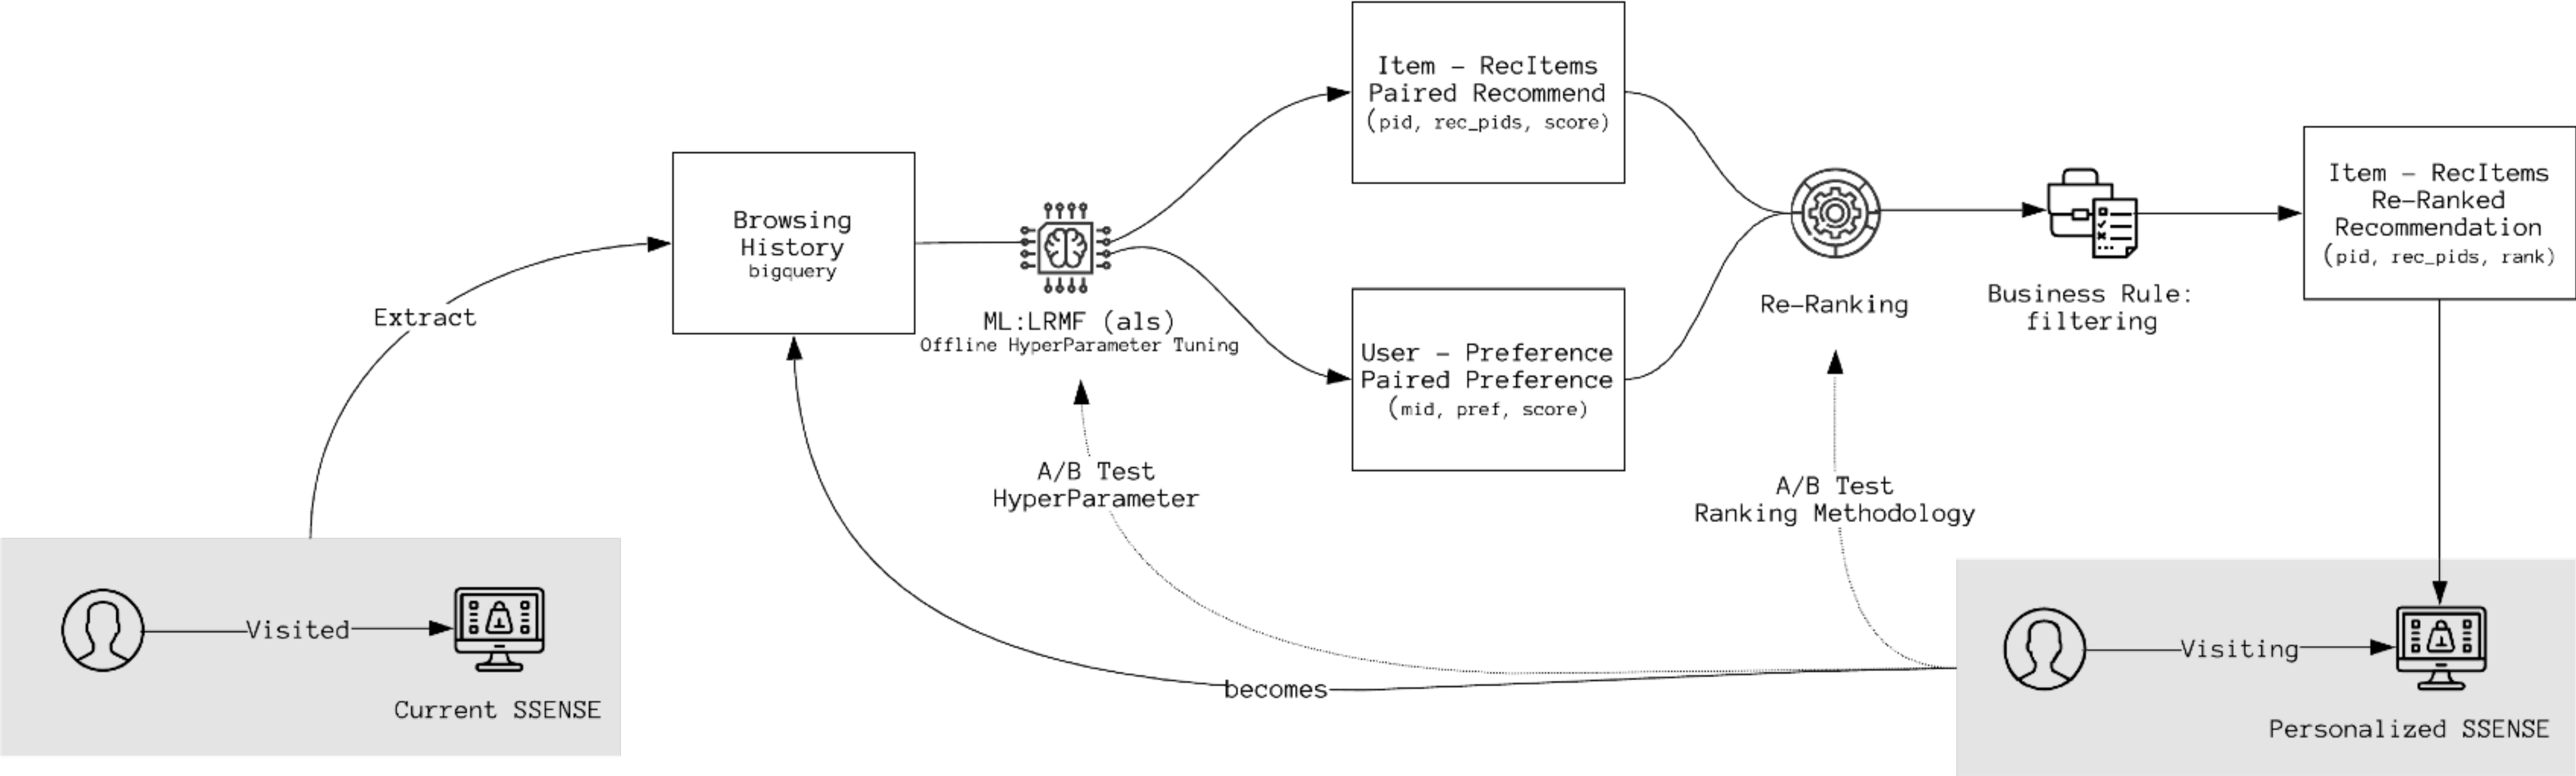 Visited
Current SSENSE
Extract
Browsing
History
bigquery
ML:LRMF (als)
Offline HyperParameter Tuning
A/B Test
HyperParameter
becomes
Item – RecItems
Paired Recommend
(pid, rec_pids, score)
User – Preference
Paired Preference
(mid, pref, score)
Re-Ranking
A/B Test
Ranking Methodology
Business Rule:
filtering
Item – RecItems
Re-Ranked
Recommendation
(pid, rec_pids, rank)
Visiting
Personalized SSENSE